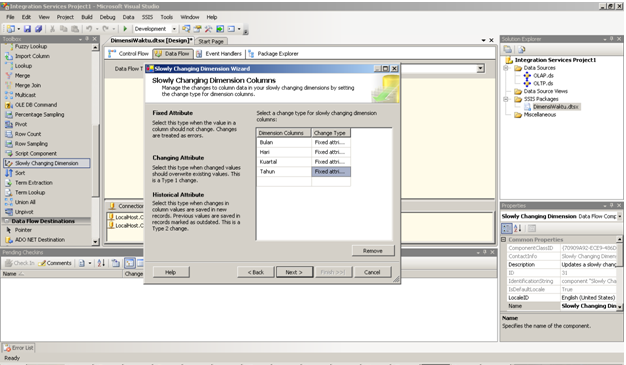 Integration Services Project1 - Microsoft Visual Studio
File Edit View Project Build Debug Data SSIS Tools Window Help
Development
Toolbox
Fuzzy Lookup
Import Column
Lookup
Merge
Merge Join
Multicast
OLE DB Command
Percentage Sampling
Pivot
Row Count
Row Sampling
Script Component
Slowly Changing Dimension
Sort
Term Extraction
Term Lookup
Union All
Unpivot
Data Flow Destinations
Pointer
ADO NET Destination
DimensiWaktu.dtsx [Design]* Start Page
Control Flow Data Flow Event Handlers Package Explorer
Data Flow T
Connection
LocalHost.C
LocalHost.C
Slowly Changing Dimension Wizard
Slowly Changing Dimension Columns
Manage the changes to column data in your slowly changing dimensions by setting
the change type for dimension columns.
Fixed Attribute
Select this type when the value in a
column should not change. Changes
are treated as errors.
Changing Attribute
Select this type when changed values
should overwrite existing values. This
is a Type 1 change.
Historical Attribute
Select this type when changes in
column values are saved in new
records. Previous values are saved in
records marked as outdated. This is a
Type 2 change.
Select a change type for slowly changing dimension
columns:
Dimension Columns Change Type
Bulan Fixed attri...
Hari Fixed attri...
Kuartal Fixed attri...
Tahun Fixed attri...
Remove
Help < Back Next > Cancel
Solution Explorer
Integration Services Project1
Data Sources
OLAP.ds
OLTP.ds
Data Source Views
SSIS Packages
DimensiWaktu.dtsx
Miscellaneous
Properties
Slowly Changing Dimension Data Flow Comp
Common Properties
ComponentClassID {70909A92-ECE9-486D
ContactInfo Slowly Changing Dimen
Description Updates a slowly chang
ID 31
IdentificationString component "Slowly Cha
IsDefaultLocale True
LocaleID English (United States)
Name Slowly Changing Din
Name
Specifies the name of the component.
Pending Checkins
Check In Comments
Name Change
Error List
Ready